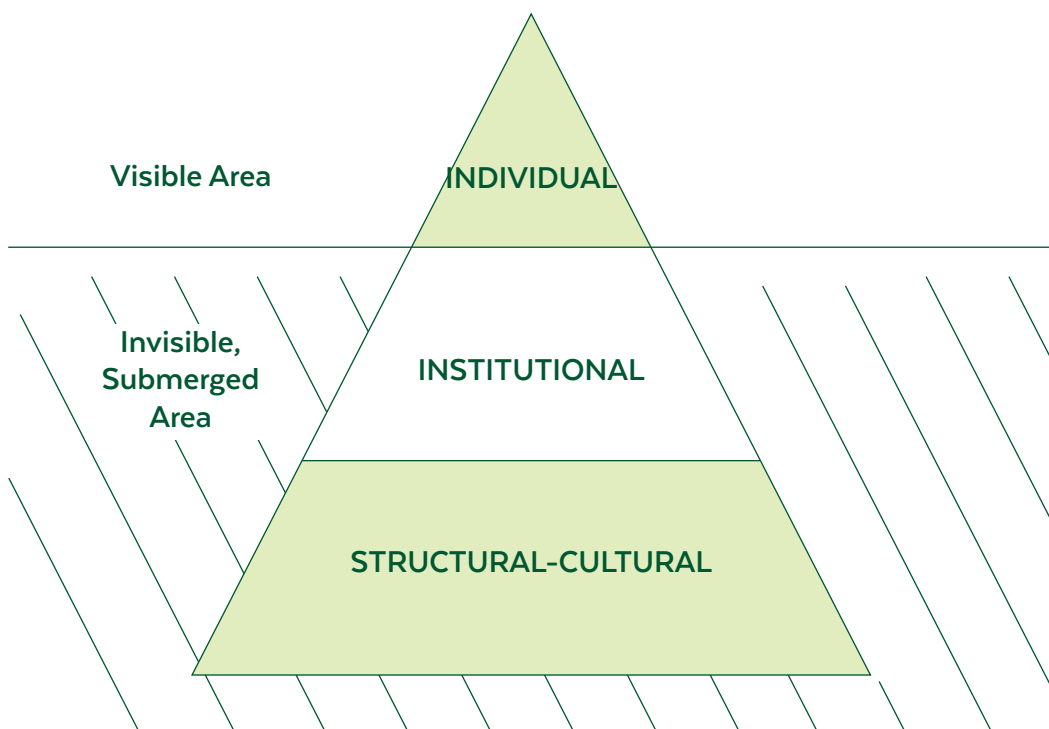 Visible Area
INDIVIDUAL
Invisible,
Submerged
Area
INSTITUTIONAL
STRUCTURAL-CULTURAL